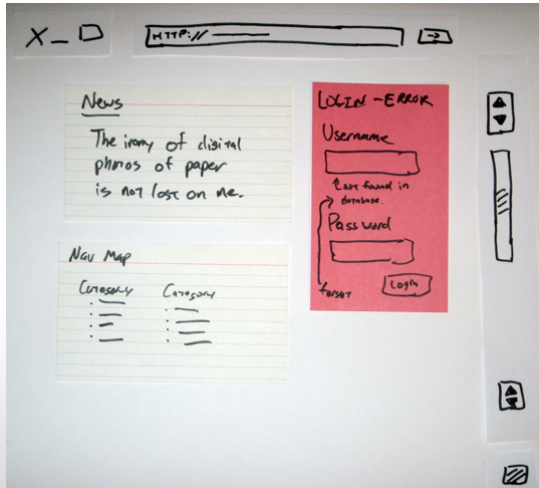 X _
HTTP://
News
The irony of digital
photos of paper
is not lost on me.
Nav Map
Category Category
LOGIN - ERROR
Username
not found in
database.
Password
forgot
Login